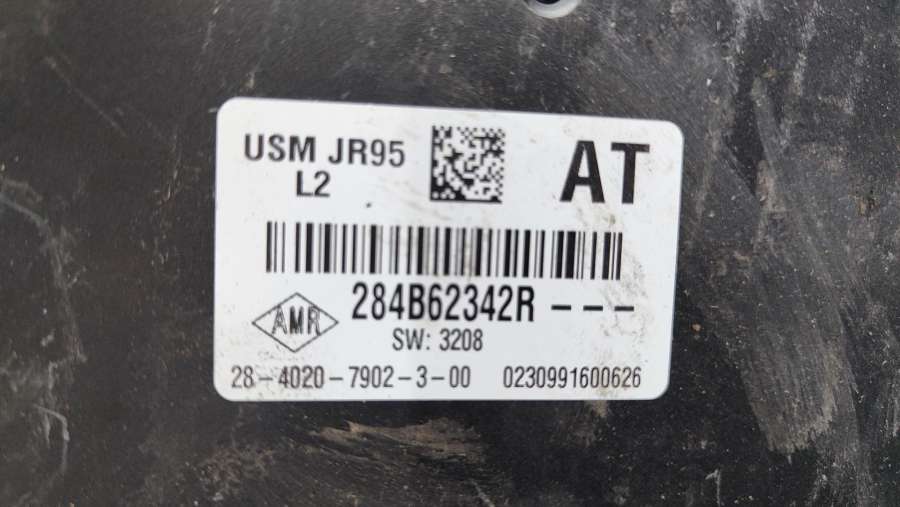 USM JR95
L2
AT
284B62342R – – –
AMR
SW: 3208
28–4020–7902–3–00 0230991600626